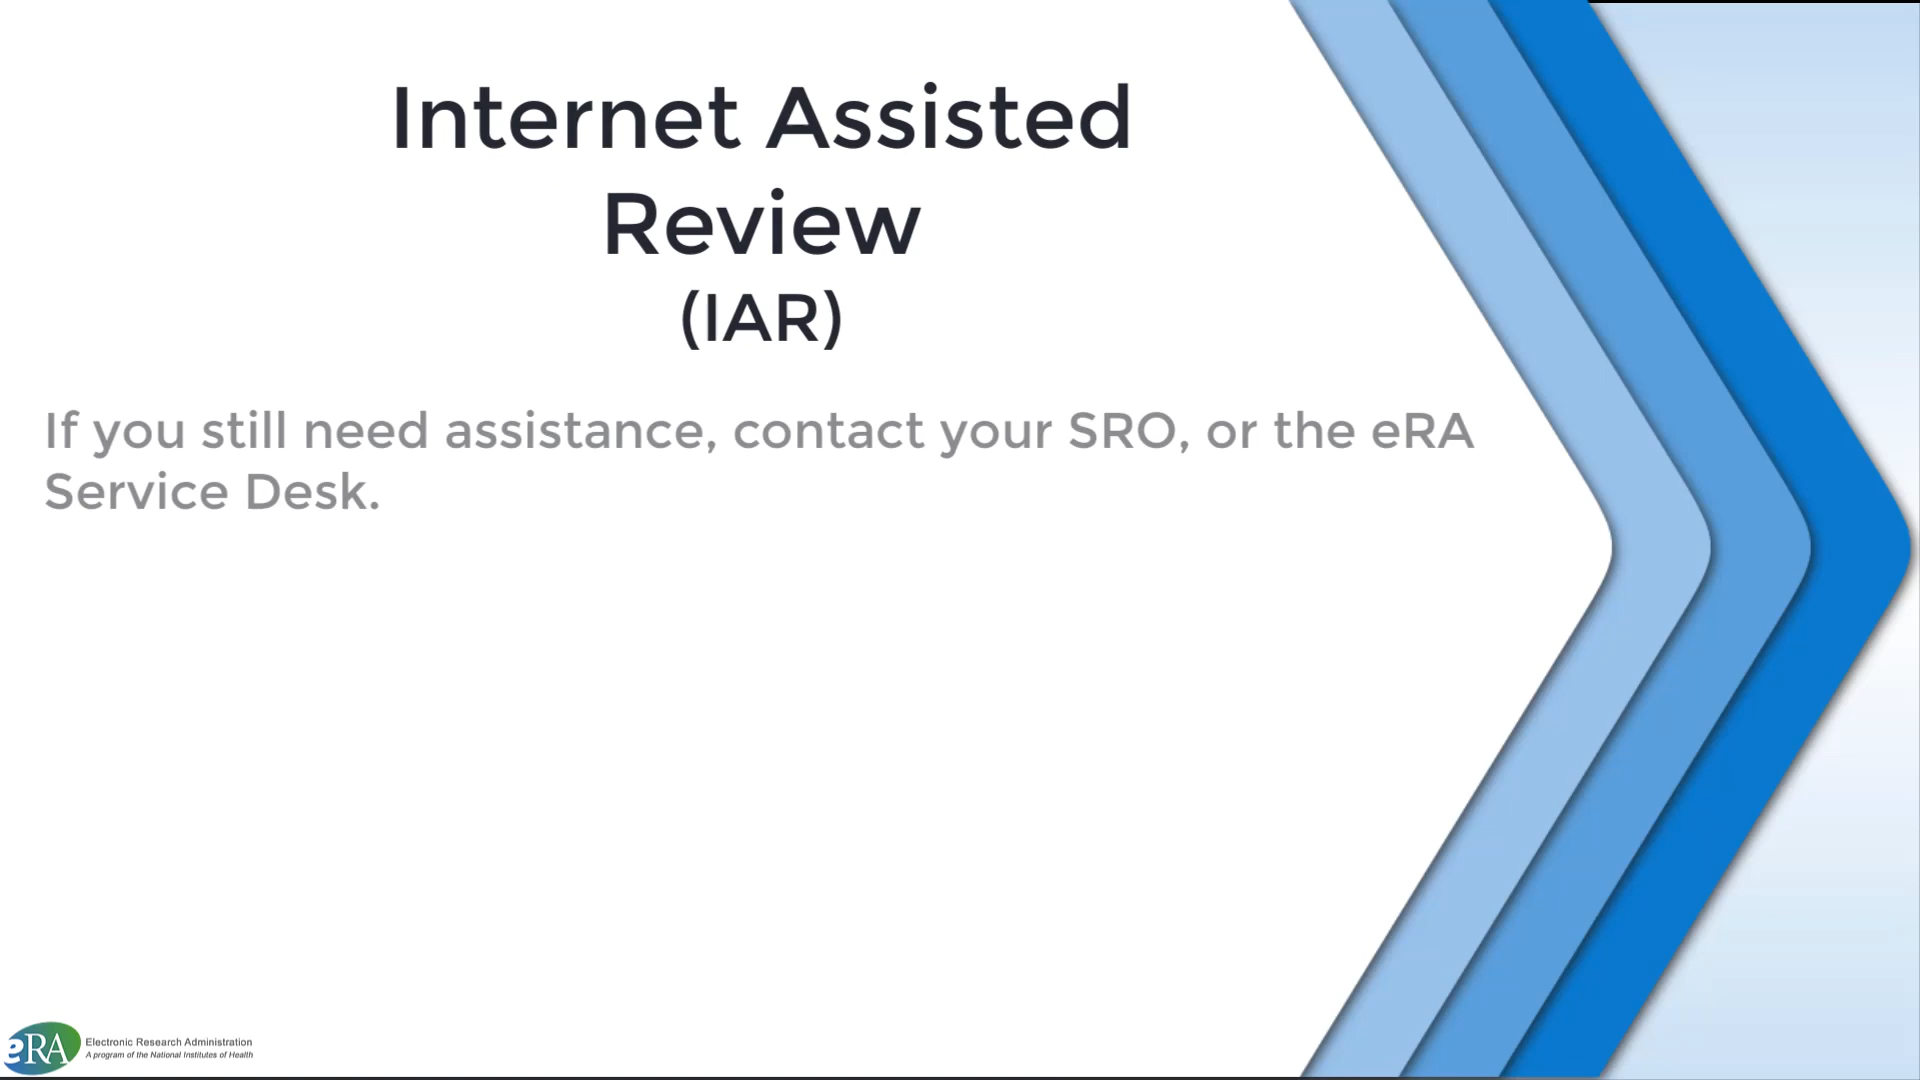 Internet Assisted
Review
(IAR)
If you still need assistance, contact your SRO, or the eRA
Service Desk.
eRA
Electronic Research Administration
A program of the National Institutes of Health